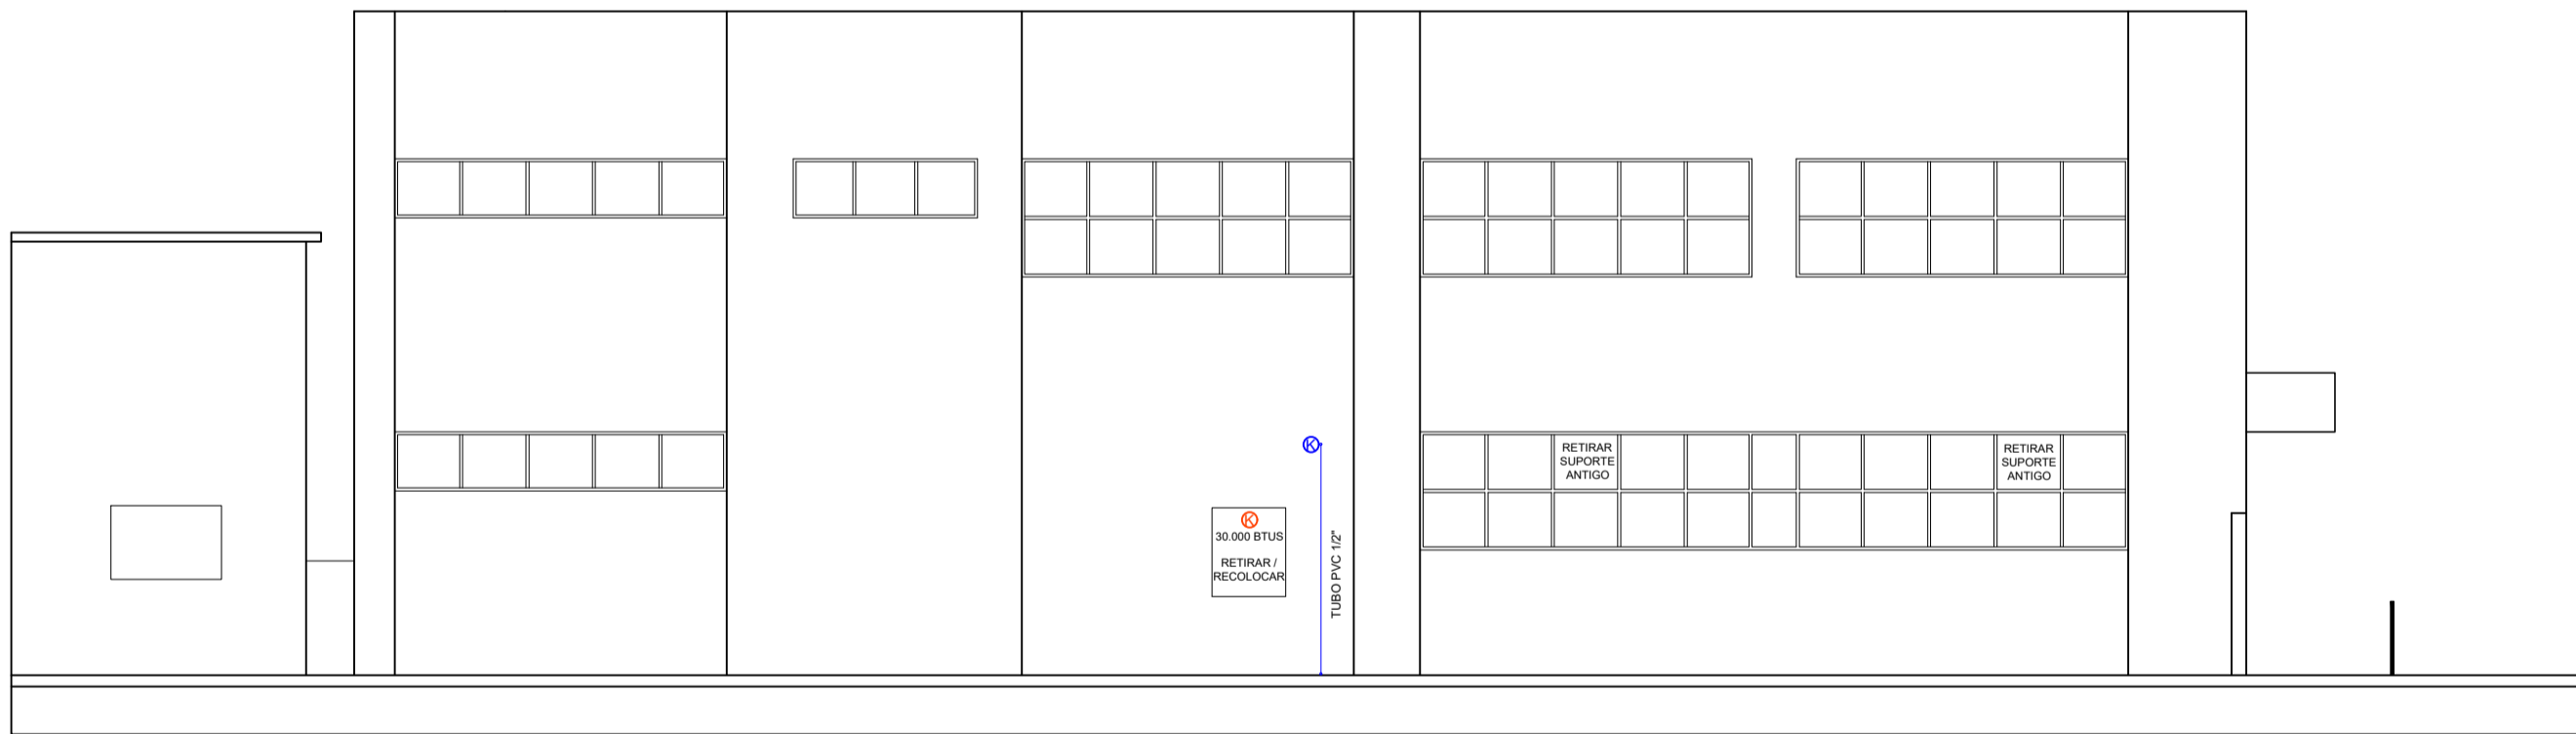 RETIRAR
SUPORTE
ANTIGO
RETIRAR
SUPORTE
ANTIGO
K
K
30.000 BTUS
RETIRAR /
RECOLOCAR
TUBO PVC 1/2"